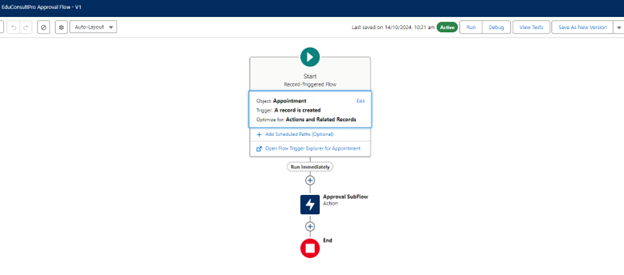 EduConsultPro Approval Flow - V1
Auto-Layout
Last saved on 14/10/2024, 10:21 am Active Run Debug View Tests Save As New Version
Start
Record-Triggered Flow
Object: Appointment Edit
Trigger: A record is created
Optimize for: Actions and Related Records
Add Scheduled Paths (Optional)
Open Flow Trigger Explorer for Appointment
Run Immediately
Approval SubFlow
Action
End